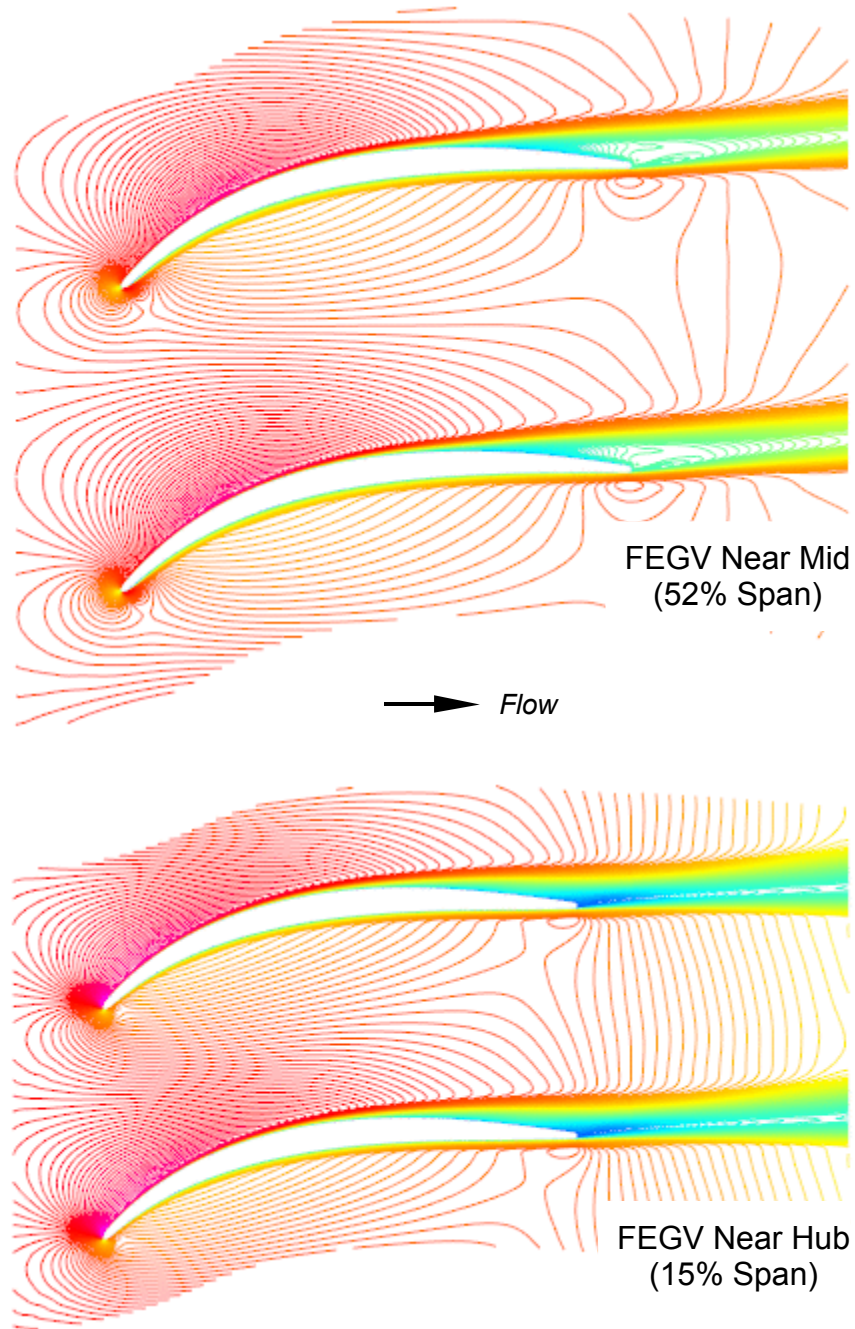 FEGV Near Mid
(52% Span)
Flow
FEGV Near Hub
(15% Span)